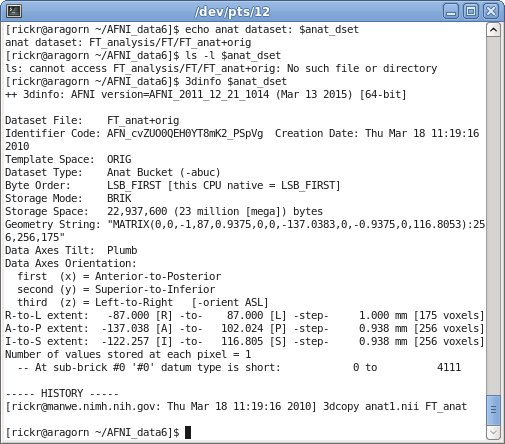 /dev/pts/12
[rickr@aragorn ~/AFNI_data6]$ echo anat dataset: $anat_dset
anat dataset: FT_analysis/FT/FT_anat+orig
[rickr@aragorn ~/AFNI_data6]$ ls -l $anat_dset
ls: cannot access FT_analysis/FT/FT_anat+orig: No such file or directory
[rickr@aragorn ~/AFNI_data6]$ 3dinfo $anat_dset
++ 3dinfo: AFNI version=AFNI_2011_12_21_1014 (Mar 13 2015) [64-bit]

Dataset File:    FT_anat+orig
Identifier Code: AFN_cvZUO0QEH0YT8mK2_PSpVg  Creation Date: Thu Mar 18 11:19:16
2010
Template Space:  ORIG
Dataset Type:    Anat Bucket (-abuc)
Byte Order:      LSB_FIRST [this CPU native = LSB_FIRST]
Storage Mode:    BRIK
Storage Space:   22,937,600 (23 million [mega]) bytes
Geometry String: "MATRIX(0,0,-1,87,0.9375,0,0,-137.0383,0,-0.9375,0,116.8053):25
6,256,175"
Data Axes Tilt:  Plumb
Data Axes Orientation:
  first  (x) = Anterior-to-Posterior
  second (y) = Superior-to-Inferior
  third  (z) = Left-to-Right   [-orient ASL]
R-to-L extent:   -87.000 [R] -to-    87.000 [L] -step-     1.000 mm [175 voxels]
A-to-P extent:  -137.038 [A] -to-   102.024 [P] -step-     0.938 mm [256 voxels]
I-to-S extent:  -122.257 [I] -to-   116.805 [S] -step-     0.938 mm [256 voxels]
Number of values stored at each pixel = 1
  -- At sub-brick #0 '#0' datum type is short:            0 to          4111

----- HISTORY -----
[rickr@manwe.nimh.nih.gov: Thu Mar 18 11:19:16 2010] 3dcopy anat1.nii FT_anat

[rickr@aragorn ~/AFNI_data6]$